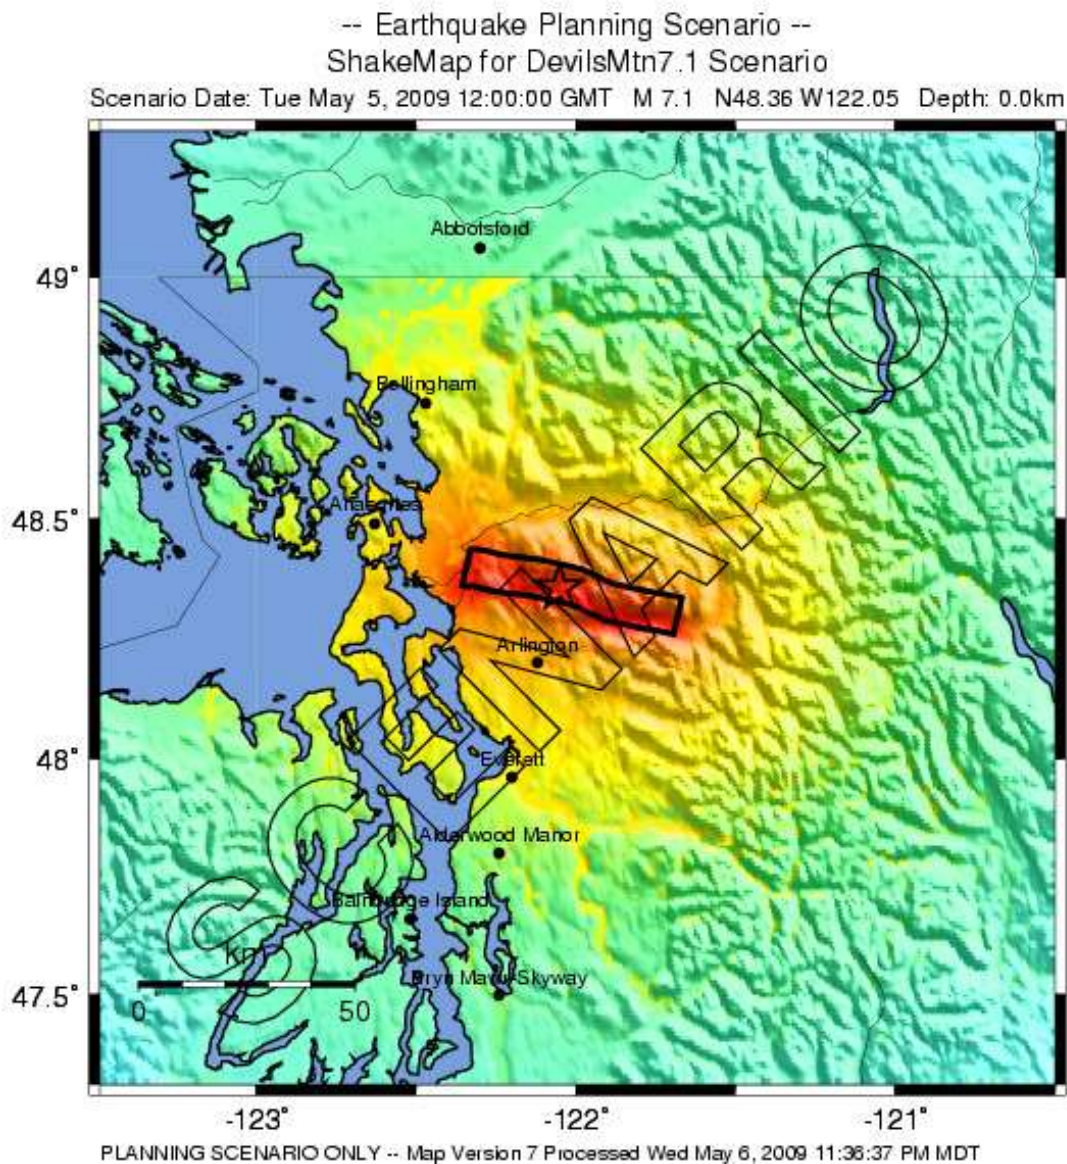 -- Earthquake Planning Scenario --
ShakeMap for DevilsMtn7.1 Scenario
Scenario Date: Tue May 5, 2009 12:00:00 GMT M 7.1 N48.36 W122.05 Depth: 0.0km
Abbotsford
49°
Bellingham
48.5°
Anacortes
Arlington
48°
Everett
Alderwood Manor
Bainbridge Island
km
Bryn Mawr-Skyway
47.5°
0 50
SCENARIO
-123° -122° -121°
PLANNING SCENARIO ONLY -- Map Version 7 Processed Wed May 6, 2009 11:36:37 PM MDT